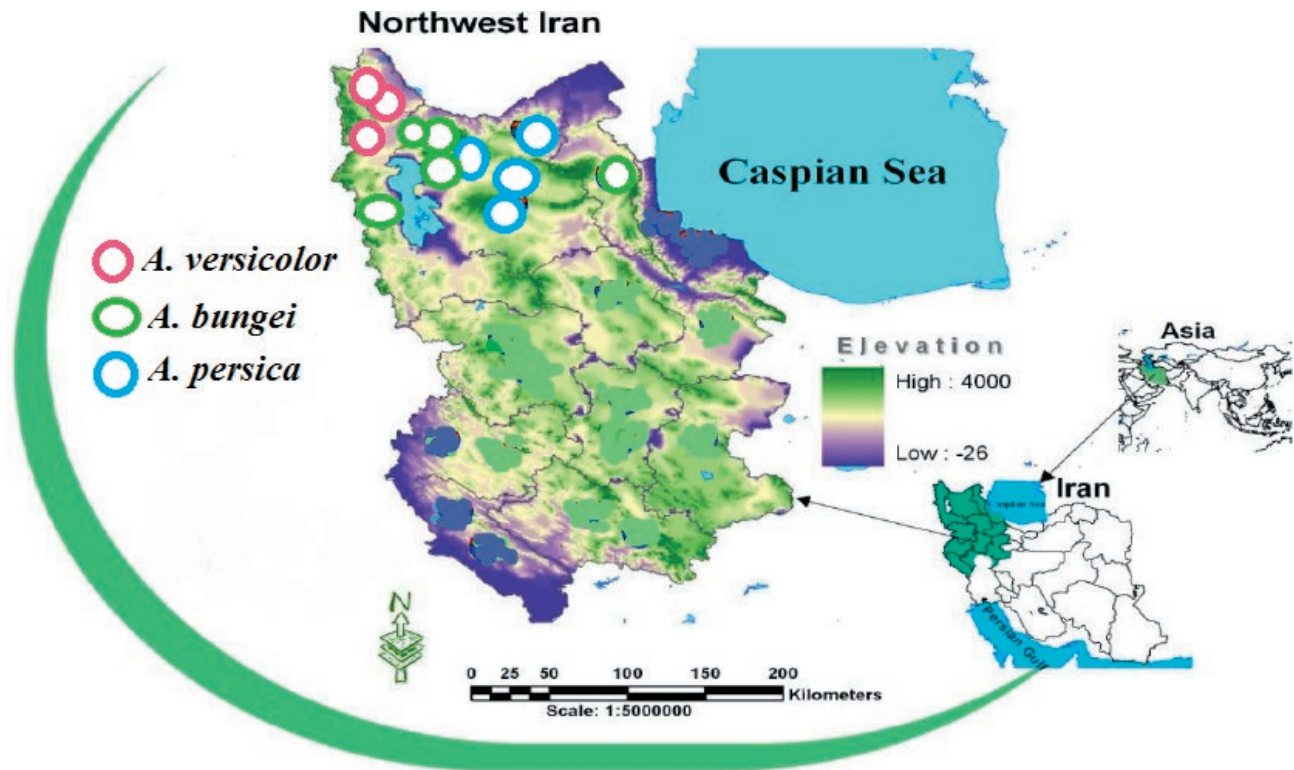 Northwest Iran
Caspian Sea
A. versicolor
A. bungei
A. persica
Elevation
High : 4000
Low : -26
Asia
Iran
Caspian Sea
Persian Gulf
N
0 25 50 100 150 200
Kilometers
Scale: 1:5000000